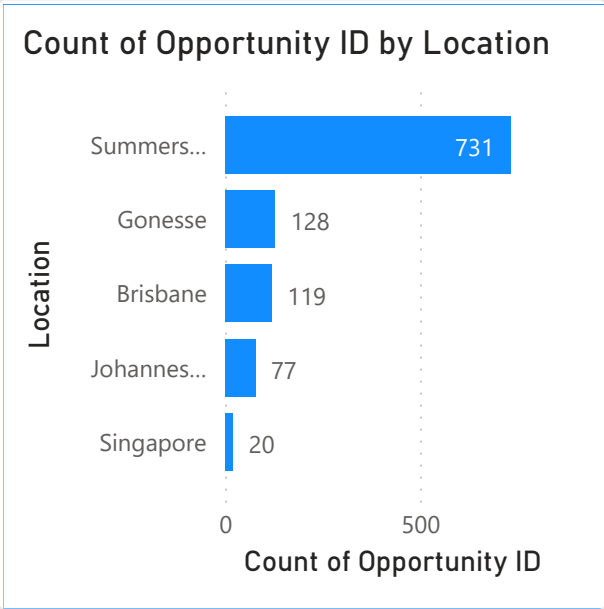 Count of Opportunity ID by Location
Summers... 731
Gonesse 128
Brisbane 119
Johannes... 77
Singapore 20
Location
0 500
Count of Opportunity ID